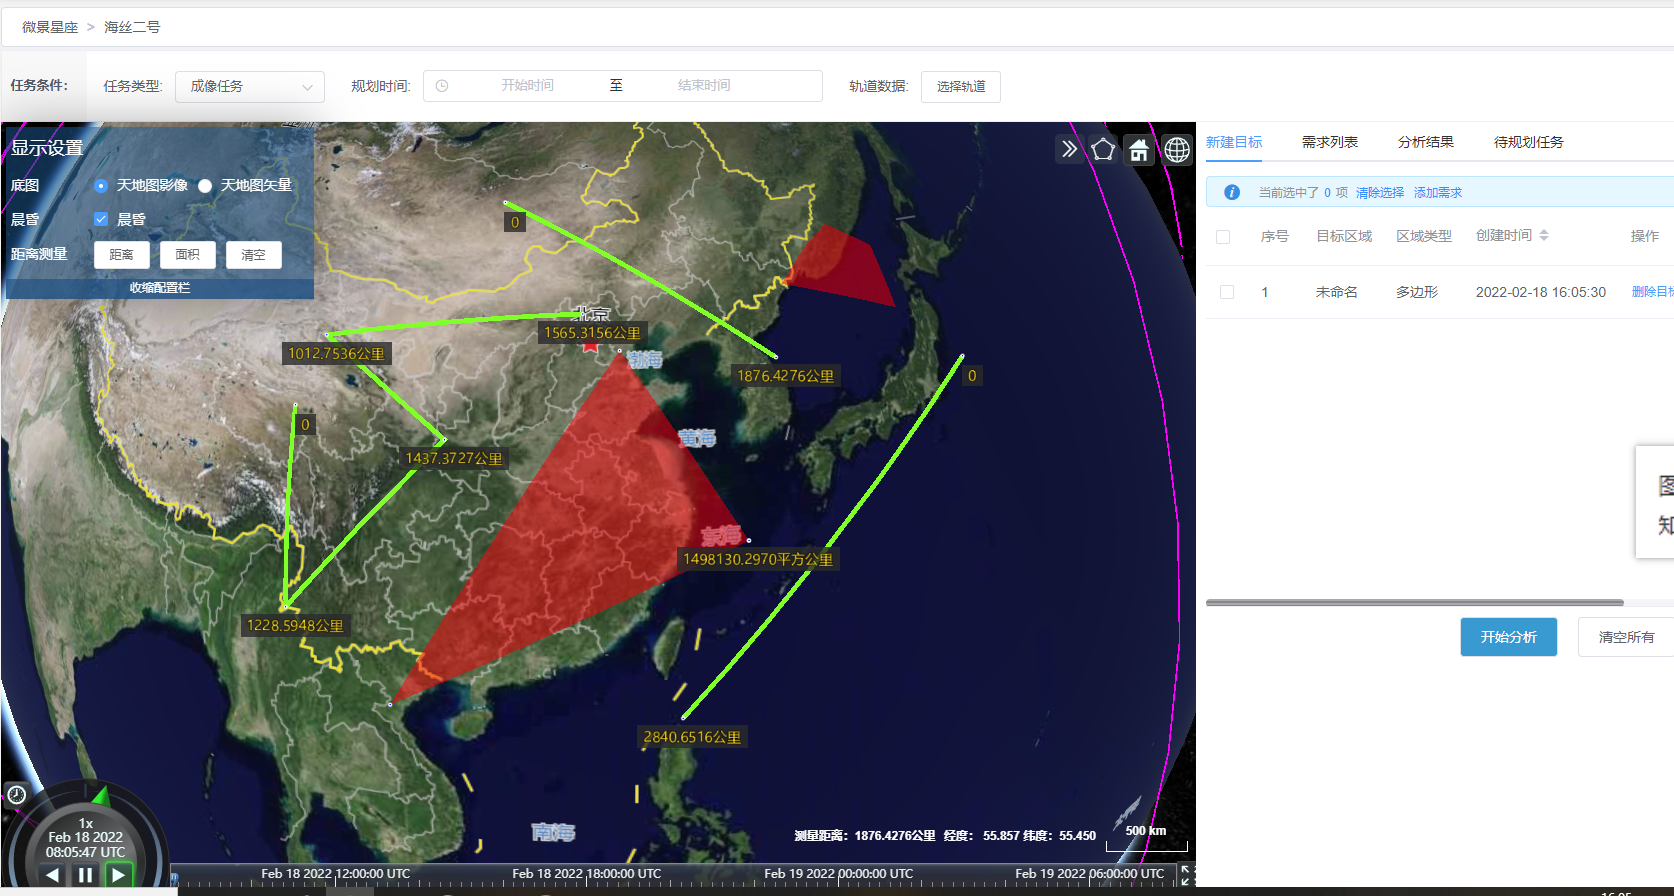 微景星座 > 海丝二号
任务条件: 任务类型: 成像任务 规划时间: 开始时间 至 结束时间 轨道数据: 选择轨道
显示设置
底图 天地图影像 天地图矢量
晨昏 晨昏
距离测量 距离 面积 清空
收缩配置栏
0
北京
1565.3156公里
1012.7536公里
渤海
1876.4276公里
0
0
黄海
1437.3727公里
东海
1498130.2970平方公里
1228.5948公里
2840.6516公里
南海
测量距离: 1876.4276公里 经度: 55.857 纬度: 55.450
500 km
1x
Feb 18 2022
08:05:47 UTC
Feb 18 2022 12:00:00 UTC
Feb 18 2022 18:00:00 UTC
Feb 19 2022 00:00:00 UTC
Feb 19 2022 06:00:00 UTC
新建目标 需求列表 分析结果 待规划任务
当前选中了 0 项 清除选择 添加需求
序号 目标区域 区域类型 创建时间 操作
1 未命名 多边形 2022-02-18 16:05:30 删除目标
知
开始分析 清空所有